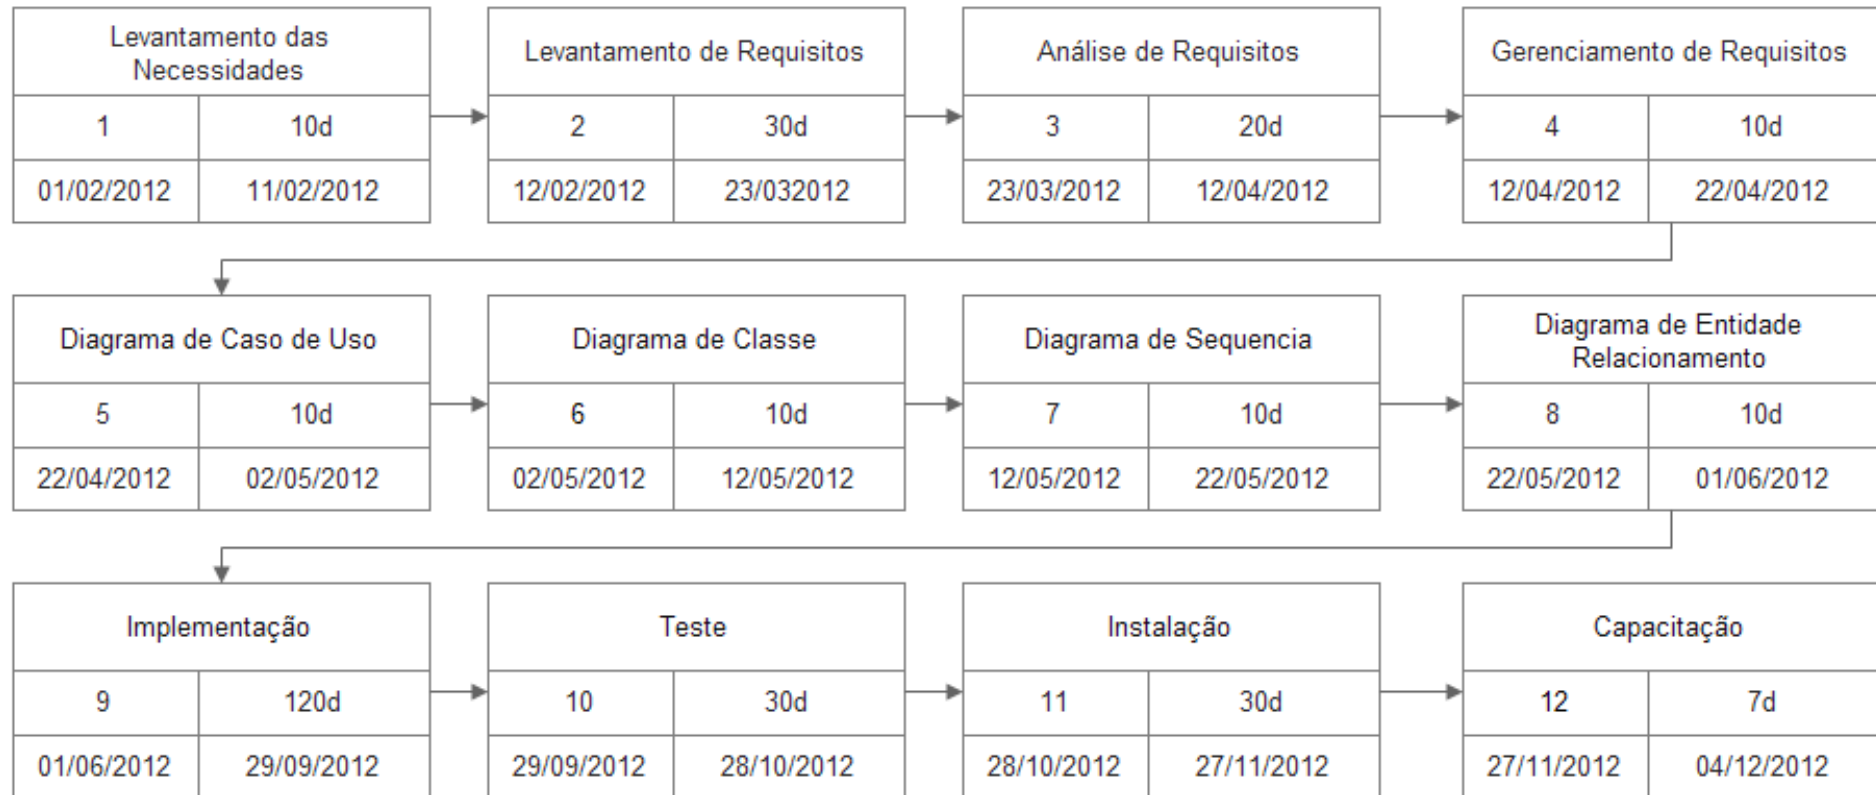 Levantamento das
Necessidades
1 10d
01/02/2012 11/02/2012
Levantamento de Requisitos
2 30d
12/02/2012 23/032012
Análise de Requisitos
3 20d
23/03/2012 12/04/2012
Gerenciamento de Requisitos
4 10d
12/04/2012 22/04/2012
Diagrama de Caso de Uso
5 10d
22/04/2012 02/05/2012
Diagrama de Classe
6 10d
02/05/2012 12/05/2012
Diagrama de Sequencia
7 10d
12/05/2012 22/05/2012
Diagrama de Entidade
Relacionamento
8 10d
22/05/2012 01/06/2012
Implementação
9 120d
01/06/2012 29/09/2012
Teste
10 30d
29/09/2012 28/10/2012
Instalação
11 30d
28/10/2012 27/11/2012
Capacitação
12 7d
27/11/2012 04/12/2012